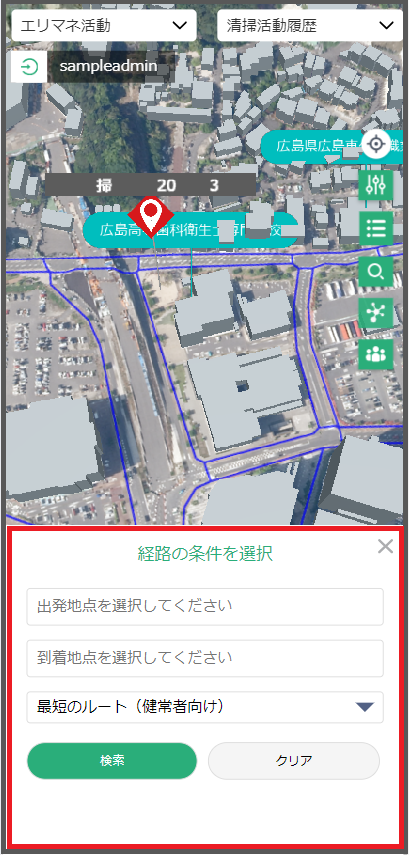 エリマネ活動
清掃活動履歴
sampleadmin
広島県広島
掃 20 3
広島高 歯科衛生士専門 校
経路の条件を選択
出発地点を選択してください
到着地点を選択してください
最短のルート（健常者向け）
検索
クリア